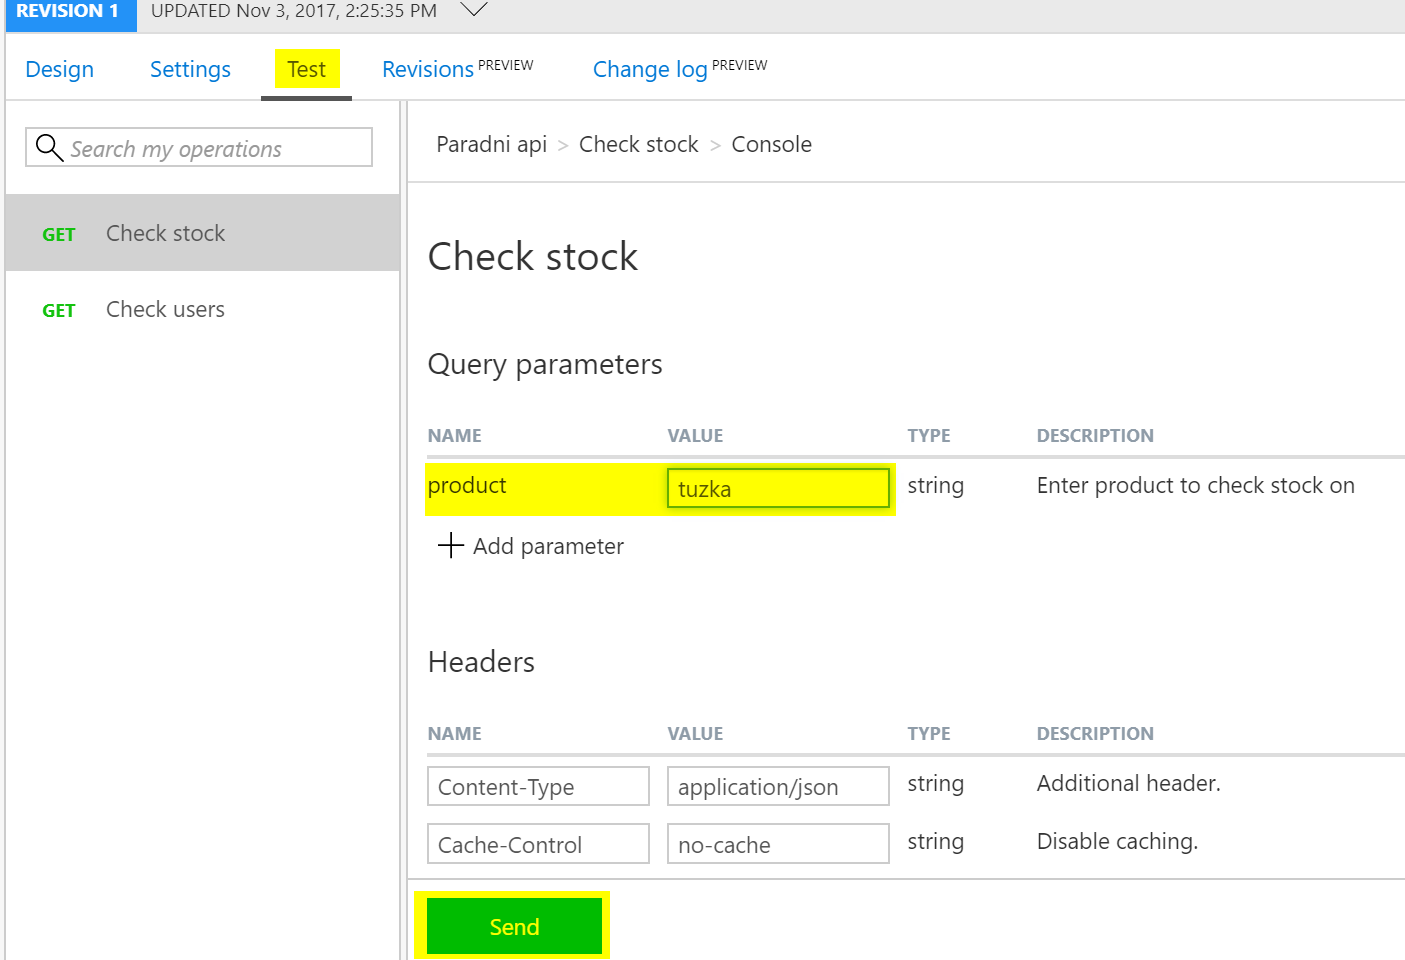 REVISION 1 UPDATED Nov 3, 2017, 2:25:35 PM
Design Settings Test Revisions PREVIEW Change log PREVIEW
Search my operations
GET Check stock
GET Check users
Paradni api > Check stock > Console
Check stock
Query parameters
NAME VALUE TYPE DESCRIPTION
product tuzka string Enter product to check stock on
+ Add parameter
Headers
NAME VALUE TYPE DESCRIPTION
Content-Type application/json string Additional header.
Cache-Control no-cache string Disable caching.
Send